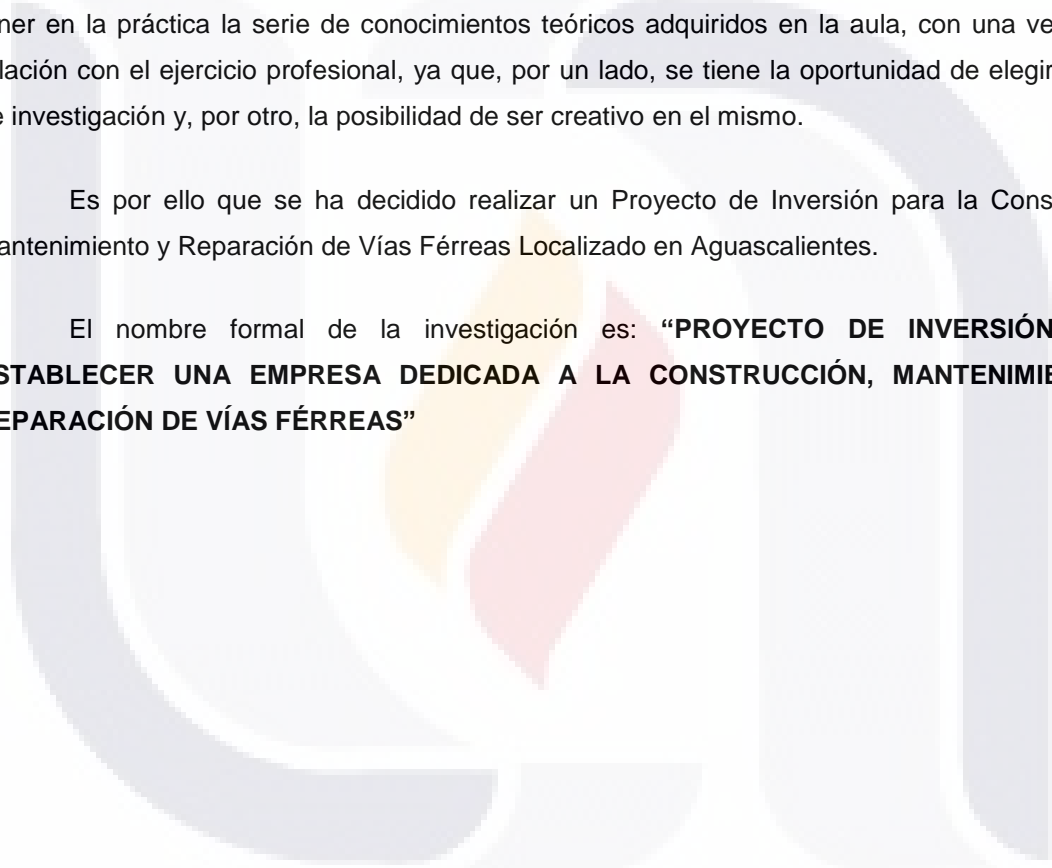 ner en la práctica la serie de conocimientos teóricos adquiridos en la aula, con una ve
lación con el ejercicio profesional, ya que, por un lado, se tiene la oportunidad de elegir
e investigación y, por otro, la posibilidad de ser creativo en el mismo.
Es por ello que se ha decidido realizar un Proyecto de Inversión para la Cons
antenimiento y Reparación de Vías Férreas Localizado en Aguascalientes.
El nombre formal de la investigación es: “PROYECTO DE INVERSIÓN
STABLECER UNA EMPRESA DEDICADA A LA CONSTRUCCIÓN, MANTENIMIE
EPARACIÓN DE VÍAS FÉRREAS”